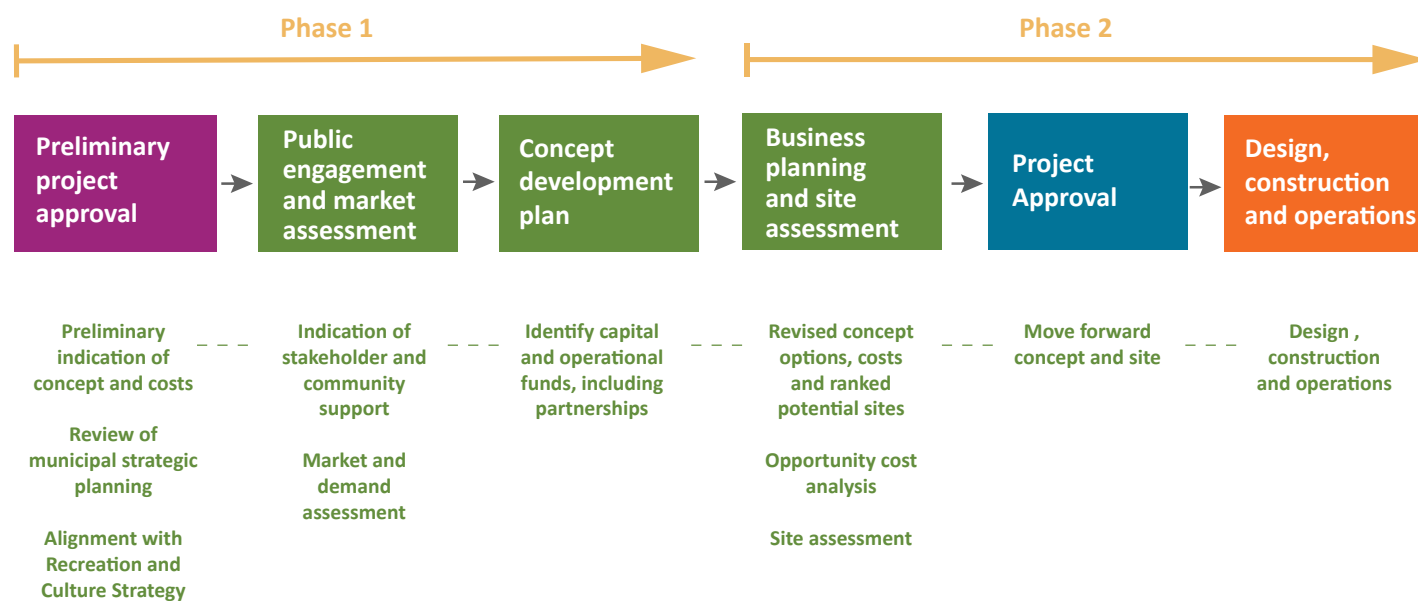 Phase 1
Phase 2
Preliminary
project
approval
Public
engagement
and market
assessment
Concept
development
plan
Business
planning
and site
assessment
Project
Approval
Design,
construction
and operations
Preliminary
indication of
concept and costs
Review of
municipal strategic
planning
Alignment with
Recreation and
Culture Strategy
Indication of
stakeholder and
community
support
Market and
demand
assessment
Identify capital
and operational
funds, including
partnerships
Revised concept
options, costs
and ranked
potential sites
Opportunity cost
analysis
Site assessment
Move forward
concept and site
Design ,
construction
and operations